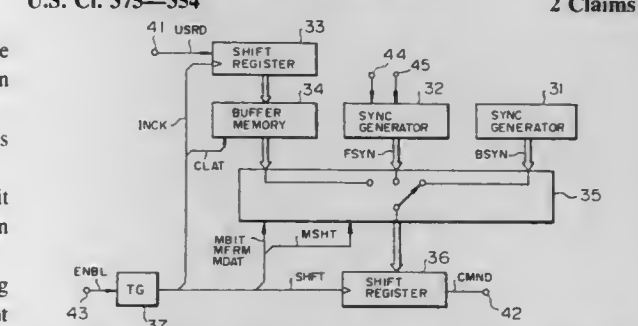 U.S. Cl. 375—354
2 Claims
41
USRD
33
SHIFT
REGISTER
44
45
34
BUFFER
MEMORY
32
SYNC
GENERATOR
31
SYNC
GENERATOR
INCK
CLAT
FSYN
BSYN
35
MBIT
MFRM
MDAT
MSHT
36
ENBL
43
TG
37
SHFT
SHIFT
REGISTER
CMND
42
e
n
s
it
n
g
t